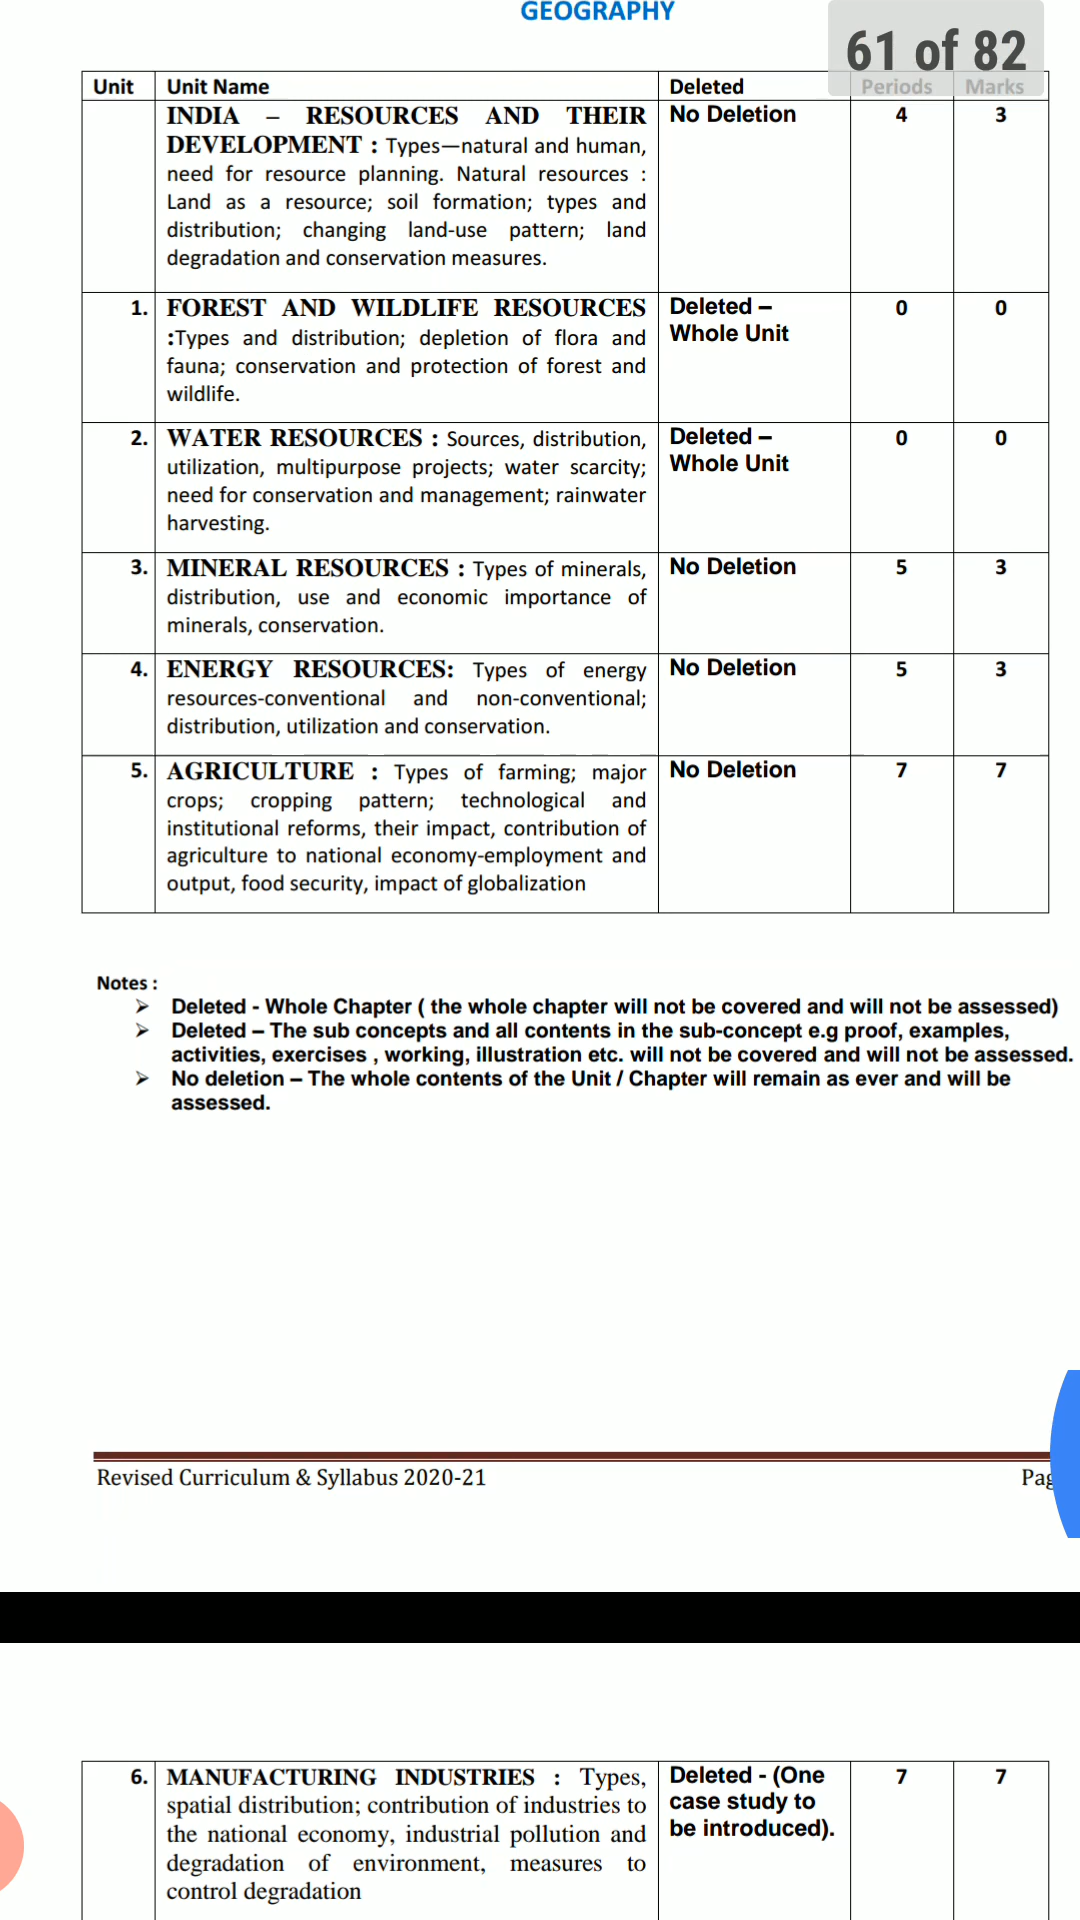 GEOGRAPHY
61 of 82
Unit Unit Name Deleted Periods Marks
INDIA – RESOURCES AND THEIR No Deletion 4 3
DEVELOPMENT : Types—natural and human,
need for resource planning. Natural resources :
Land as a resource; soil formation; types and
distribution; changing land-use pattern; land
degradation and conservation measures.
1. FOREST AND WILDLIFE RESOURCES Deleted – 0 0
:Types and distribution; depletion of flora and Whole Unit
fauna; conservation and protection of forest and
wildlife.
2. WATER RESOURCES : Sources, distribution, Deleted – 0 0
utilization, multipurpose projects; water scarcity; Whole Unit
need for conservation and management; rainwater
harvesting.
3. MINERAL RESOURCES : Types of minerals, No Deletion 5 3
distribution, use and economic importance of
minerals, conservation.
4. ENERGY RESOURCES: Types of energy No Deletion 5 3
resources-conventional and non-conventional;
distribution, utilization and conservation.
5. AGRICULTURE : Types of farming; major No Deletion 7 7
crops; cropping pattern; technological and
institutional reforms, their impact, contribution of
agriculture to national economy-employment and
output, food security, impact of globalization
Notes :
➢ Deleted - Whole Chapter ( the whole chapter will not be covered and will not be assessed)
➢ Deleted – The sub concepts and all contents in the sub-concept e.g proof, examples,
activities, exercises , working, illustration etc. will not be covered and will not be assessed.
➢ No deletion – The whole contents of the Unit / Chapter will remain as ever and will be
assessed.
Revised Curriculum & Syllabus 2020-21
6. MANUFACTURING INDUSTRIES : Types, Deleted - (One 7 7
spatial distribution; contribution of industries to case study to
the national economy, industrial pollution and be introduced).
degradation of environment, measures to
control degradation